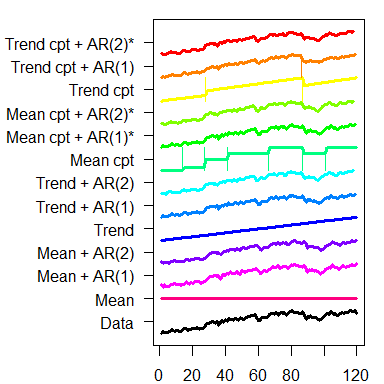 Trend cpt + AR(2)*
Trend cpt + AR(1)
Trend cpt
Mean cpt + AR(2)*
Mean cpt + AR(1)*
Mean cpt
Trend + AR(2)
Trend + AR(1)
Trend
Mean + AR(2)
Mean + AR(1)
Mean
Data
0 20 40 60 80 100 120